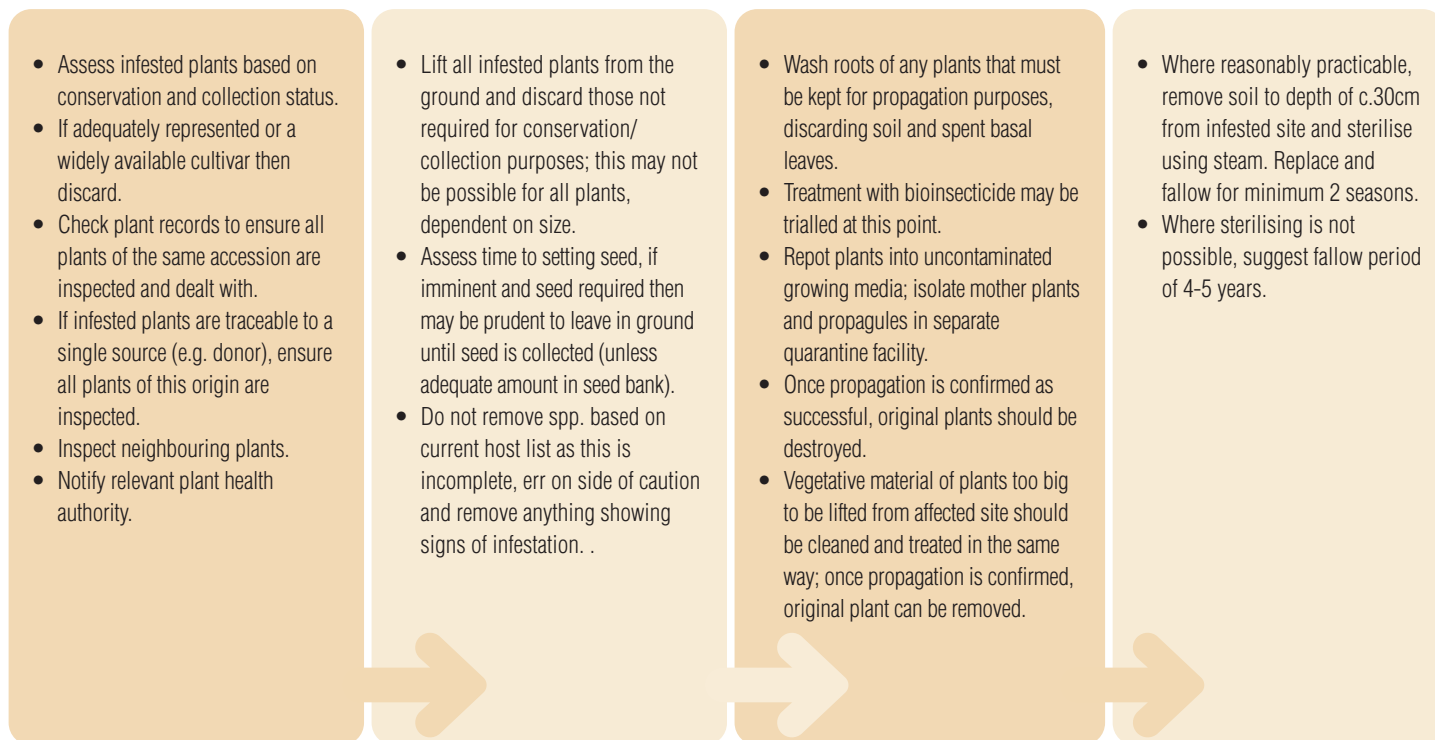 • Assess infested plants based on
conservation and collection status.
• If adequately represented or a
widely available cultivar then
discard.
• Check plant records to ensure all
plants of the same accession are
inspected and dealt with.
• If infested plants are traceable to a
single source (e.g. donor), ensure
all plants of this origin are
inspected.
• Inspect neighbouring plants.
• Notify relevant plant health
authority.
• Lift all infested plants from the
ground and discard those not
required for conservation/
collection purposes; this may not
be possible for all plants,
dependent on size.
• Assess time to setting seed, if
imminent and seed required then
may be prudent to leave in ground
until seed is collected (unless
adequate amount in seed bank).
• Do not remove spp. based on
current host list as this is
incomplete, err on side of caution
and remove anything showing
signs of infestation. .
• Wash roots of any plants that must
be kept for propagation purposes,
discarding soil and spent basal
leaves.
• Treatment with bioinsecticide may be
trialled at this point.
• Repot plants into uncontaminated
growing media; isolate mother plants
and propagules in separate
quarantine facility.
• Once propagation is confirmed as
successful, original plants should be
destroyed.
• Vegetative material of plants too big
to be lifted from affected site should
be cleaned and treated in the same
way; once propagation is confirmed,
original plant can be removed.
• Where reasonably practicable,
remove soil to depth of c.30cm
from infested site and sterilise
using steam. Replace and
fallow for minimum 2 seasons.
• Where sterilising is not
possible, suggest fallow period
of 4-5 years.